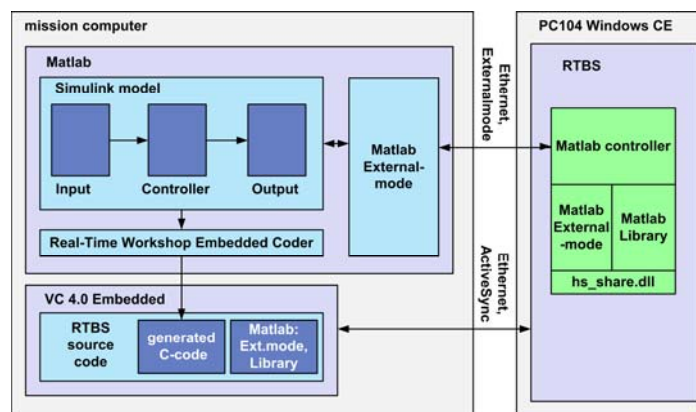 mission computer
Matlab
Simulink model
Input
Controller
Output
Matlab
External-
mode
Real-Time Workshop Embedded Coder
VC 4.0 Embedded
RTBS
source
code
generated
C-code
Matlab:
Ext.mode,
Library
Ethernet,
Externalmode
Ethernet,
ActiveSync
PC104 Windows CE
RTBS
Matlab controller
Matlab
External
-mode
Matlab
Library
hs_share.dll